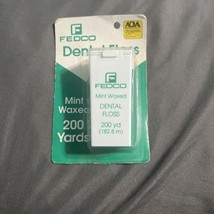 FEDCO
ADA
Dental Floss
Mint
Waxed
200
Yards
F
FEDCO
Mint Waxed
DENTAL
FLOSS
200 yd
(182.8 m)